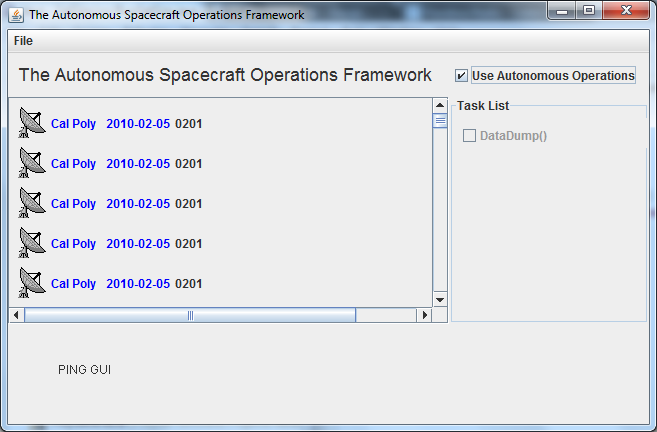 The Autonomous Spacecraft Operations Framework
File
The Autonomous Spacecraft Operations Framework
Use Autonomous Operations
Cal Poly 2010-02-05 0201
Cal Poly 2010-02-05 0201
Cal Poly 2010-02-05 0201
Cal Poly 2010-02-05 0201
Cal Poly 2010-02-05 0201
Task List
DataDump()
PING GUI